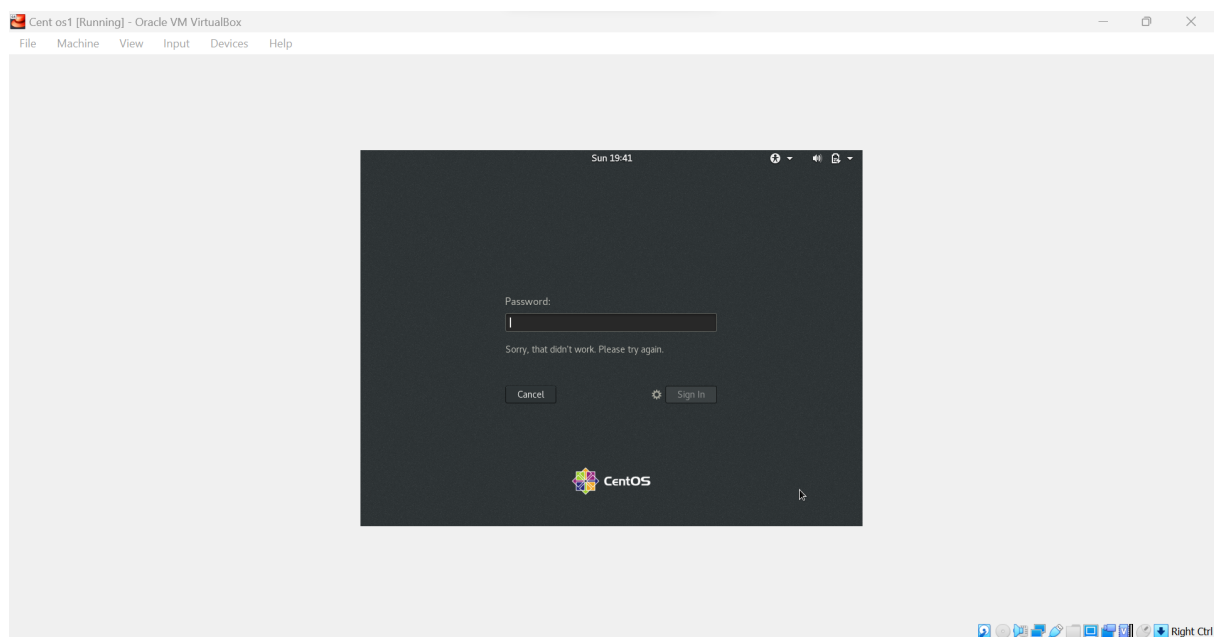 Cent os1 [Running] - Oracle VM VirtualBox
File Machine View Input Devices Help
Sun 19:41
Password:
Sorry, that didn't work. Please try again.
Cancel Sign In
CentOS
Right Ctrl